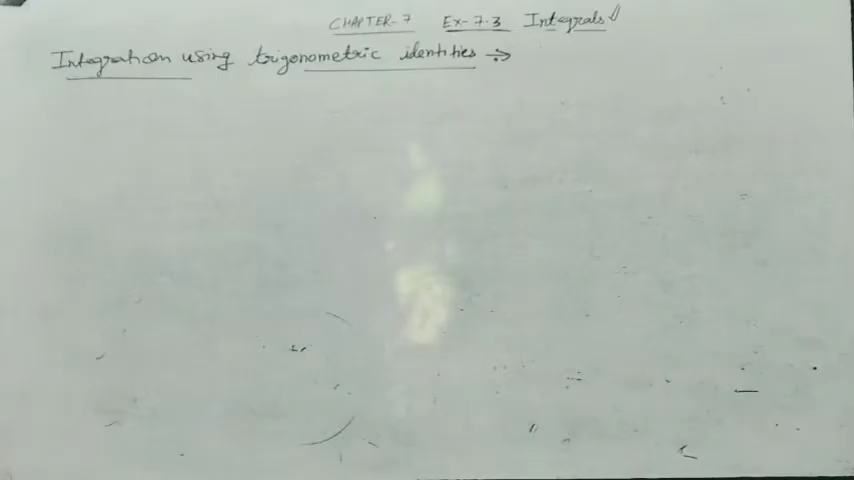 CHAPTER-7 Ex-7.3 Integrals
Integration using trigonometric identities →